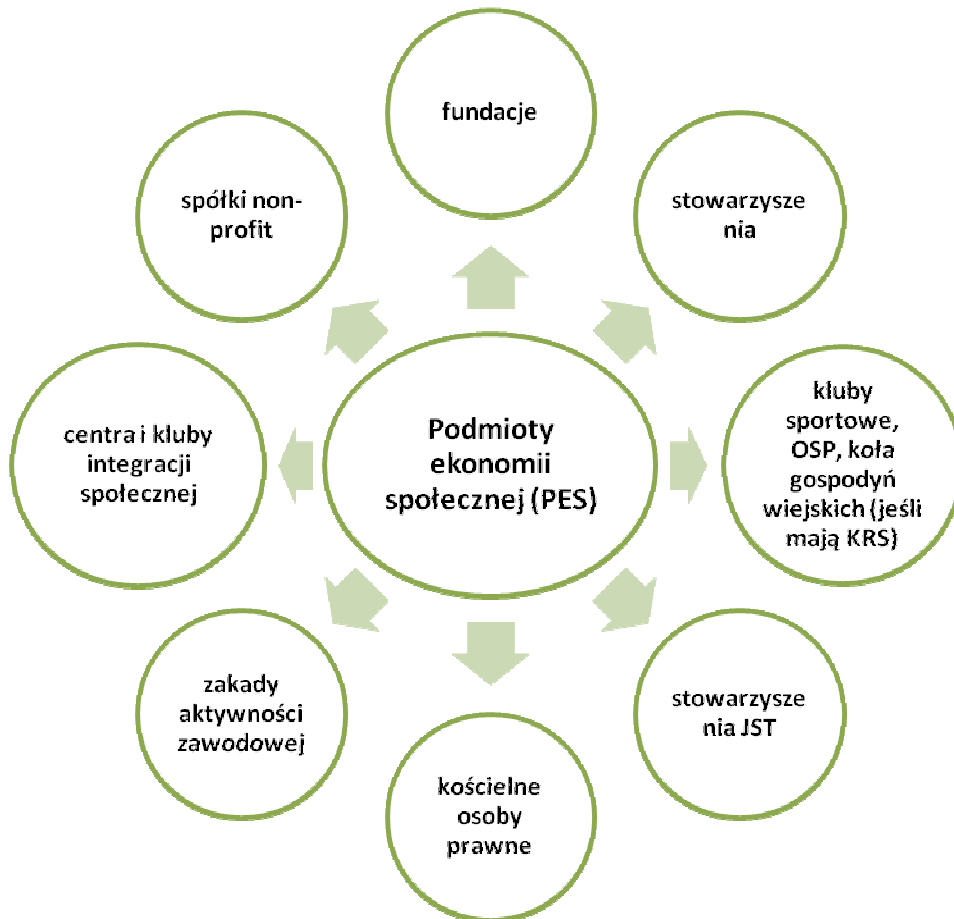 fundacje
stowarzysze
nia
kluby
sportowe,
OSP, koła
gospodyń
wiejskich (jeśli
mają KRS)
stowarzysze
nia JST
kościelne
osoby
prawne
zakady
aktywności
zawodowej
centra i kluby
integracji
społecznej
spółki non-
profit
Podmioty
ekonomii
społecznej (PES)